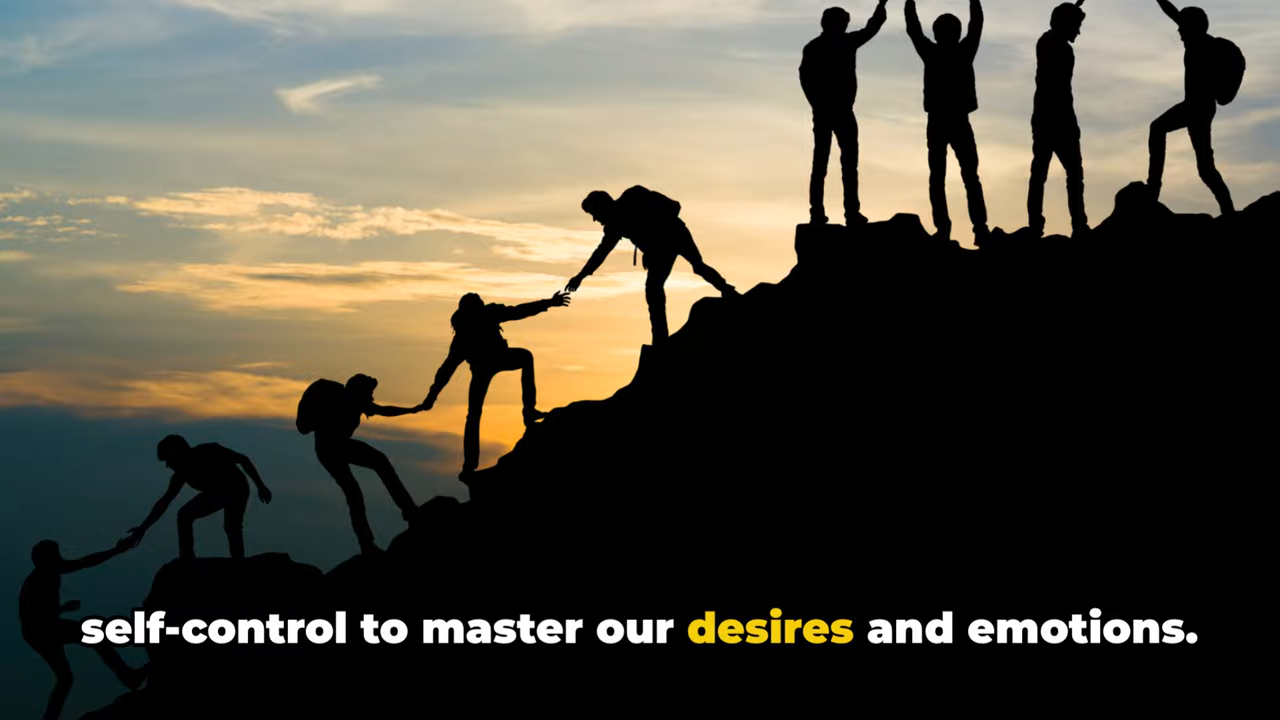 self-control to master our desires and emotions.